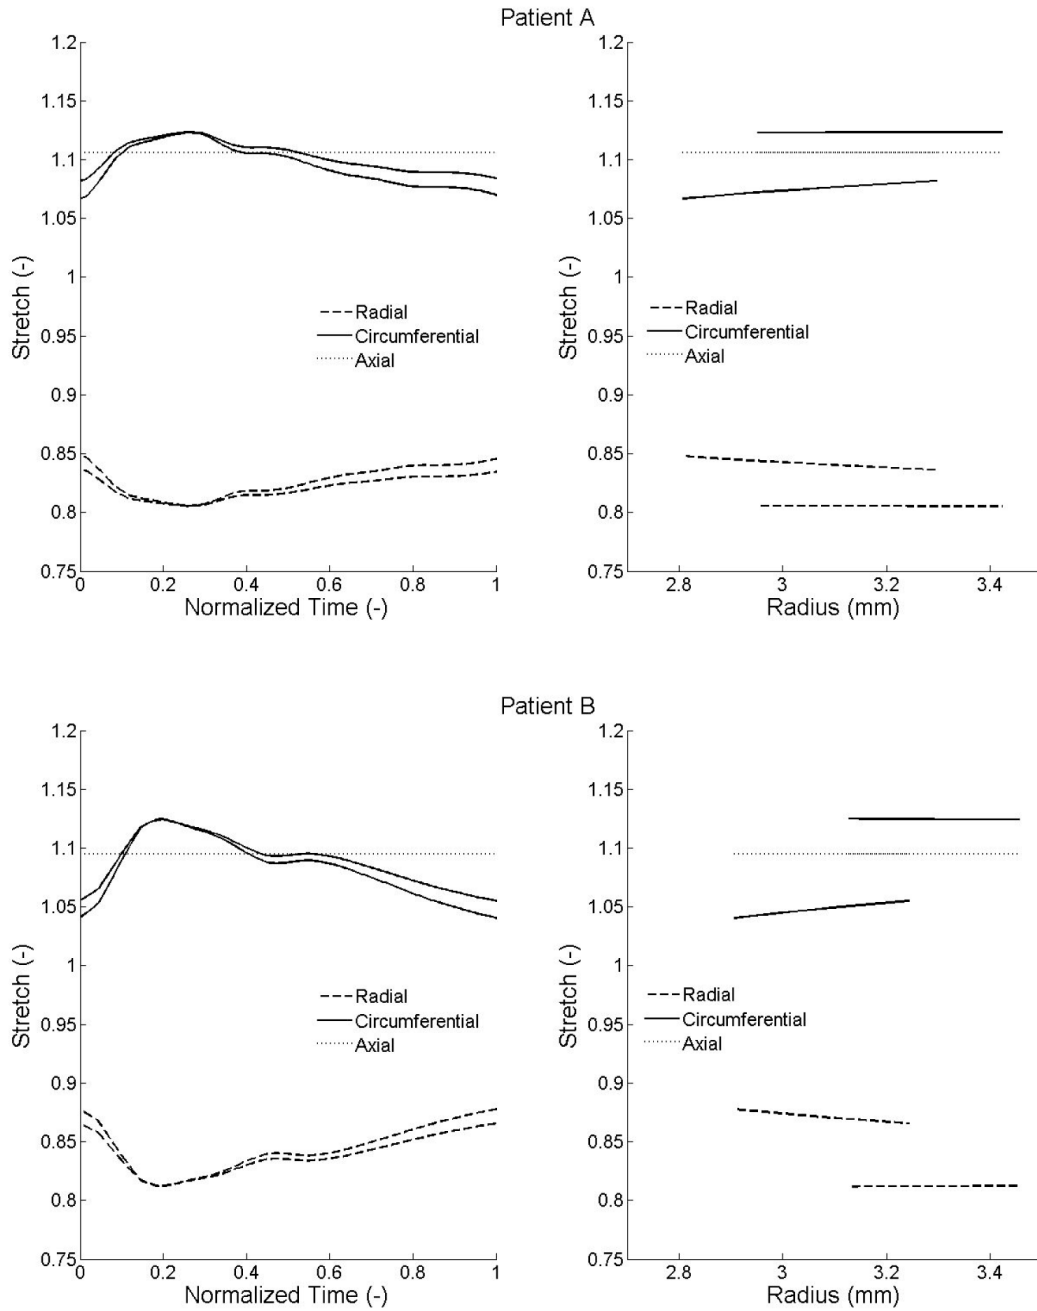 Patient A
1.2
1.15
1.1
1.05
1
0.95
0.9
0.85
0.8
0.75
Stretch (-)
Radial
Circumferential
Axial
0 0.2 0.4 0.6 0.8 1
Normalized Time (-)
1.2
1.15
1.1
1.05
1
0.95
0.9
0.85
0.8
0.75
Stretch (-)
Radial
Circumferential
Axial
2.8 3 3.2 3.4
Radius (mm)
Patient B
1.2
1.15
1.1
1.05
1
0.95
0.9
0.85
0.8
0.75
Stretch (-)
Radial
Circumferential
Axial
0 0.2 0.4 0.6 0.8 1
Normalized Time (-)
1.2
1.15
1.1
1.05
1
0.95
0.9
0.85
0.8
0.75
Stretch (-)
Radial
Circumferential
Axial
2.8 3 3.2 3.4
Radius (mm)